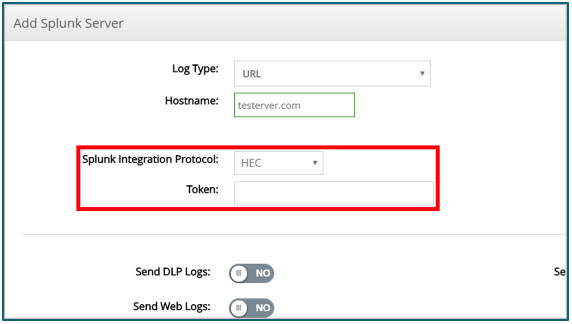 Add Splunk Server
Log Type: URL
Hostname: testerver.com
Splunk Integration Protocol: HEC
Token:
Send DLP Logs: NO
Se
Send Web Logs: NO